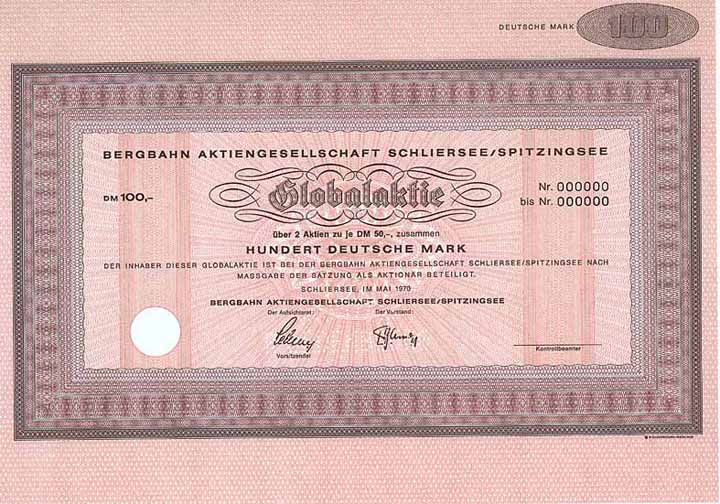 DEUTSCHE MARK 100
BERGBAHN AKTIENGESELLSCHAFT SCHLIERSEE/SPITZINGSEE
DM 100,-
Globalaktie
Nr. 000000
bis Nr. 000000
über 2 Aktien zu je DM 50,-, zusammen
HUNDERT DEUTSCHE MARK
DER INHABER DIESER GLOBALAKTIE IST BEI DER BERGBAHN AKTIENGESELLSCHAFT SCHLIERSEE/SPITZINGSEE NACH
MASSGABE DER SATZUNG ALS AKTIONÄR BETEILIGT.
SCHLIERSEE, IM MAI 1970
BERGBAHN AKTIENGESELLSCHAFT SCHLIERSEE/SPITZINGSEE
Der Aufsichtsrat:
Der Vorstand:
Vorsitzender
Kontrollbeamter